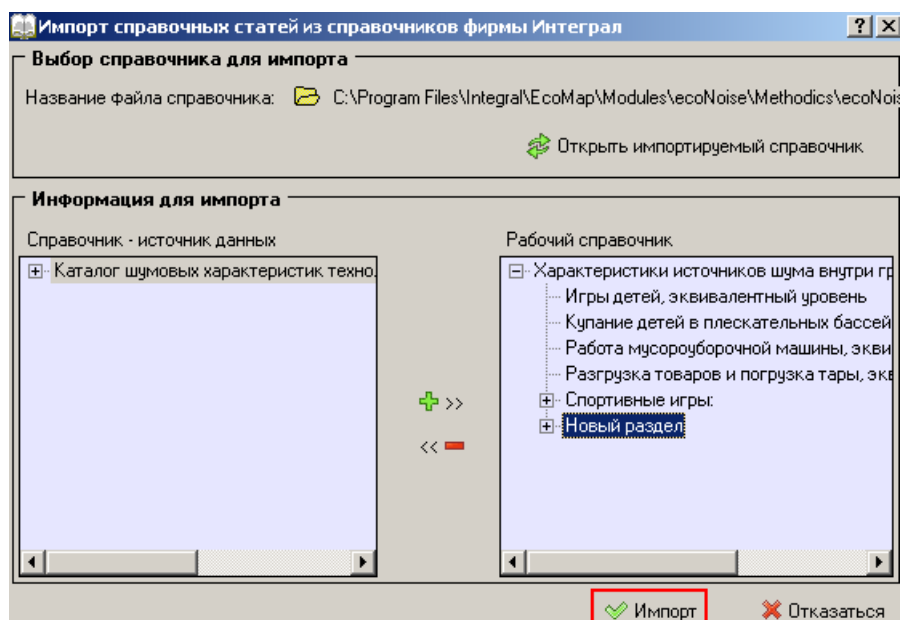 Импорт справочных статей из справочников фирмы Интеграл
Выбор справочника для импорта
Название файла справочника: C:\Program Files\Integral\EcoMap\Modules\ecoNoise\Methodics\ecoNois
Открыть импортируемый справочник
Информация для импорта
Справочник - источник данных
Каталог шумовых характеристик техно.
Рабочий справочник
Характеристики источников шума внутри гр
Игры детей, эквивалентный уровень
Купание детей в плескательных бассей
Работа мусороуборочной машины, экви
Разгрузка товаров и погрузка тары, экв
Спортивные игры:
Новый раздел
>>
<<
Импорт
Отказаться